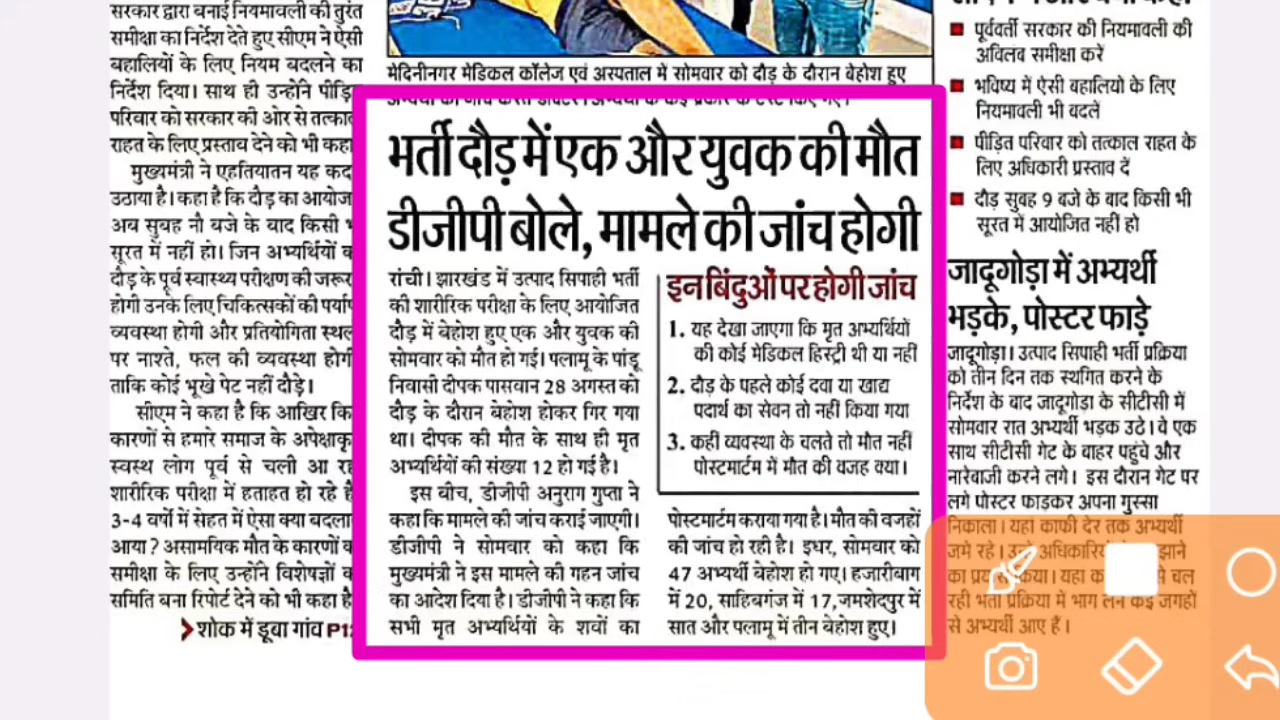 सरकार द्वारा बनाई नियमावली की तुरंत
समीक्षा का निर्देश देते हुए सीएम ने ऐसी
बहालियों के लिए नियम बदलने का
निर्देश दिया। साथ ही उन्होंने
परिवार को सरकार की ओर से
राहत के लिए प्रस्ताव देने को भी कहा
मुख्यमंत्री ने एहतियातन यह
उठाया है। कहा है कि दौड़ का
अब सुबह नौ बजे के बाद किसी
सूरत में नहीं हो। जिन अभ्यर्थियों
दौड़ के पूर्व स्वास्थ्य परीक्षण की
होगी उनके लिए चिकित्सकों की
व्यवस्था होगी और प्रतियोगिता स्थल
पर नाश्ते, फल की व्यवस्था होगी
ताकि कोई भूखे पेट नहीं दौड़े।
सीएम ने कहा है कि आखिर
कारणों से हमारे समाज के
स्वस्थ लोग पूर्व से चली आ
शारीरिक परीक्षा में हताहत हो रहे
3-4 वर्षो में सेहत में ऐसा क्या
आया? असामयिक मौत के कारणों
समीक्षा के लिए उन्होंने विशेषज्ञों
समिति बना रिपोर्ट देने को भी कहा
शोक में डूबा गांव
मेदिनीनगर मेडिकल कॉलेज एवं अस्पताल में सोमवार को दौड़ के दौरान बेहोश हुए
भर्ती दौड़ में एक और युवक की मौत
डीजीपी बोले, मामले की जांच होगी
रांची। झारखंड में उत्पाद सिपाही भर्ती
की शारीरिक परीक्षा के लिए आयोजित
दौड़ में बेहोश हुए एक और युवक की
सोमवार को मौत हो गई। पलामू के पांडू
निवासी दीपक पासवान 28 अगस्त को
दौड़ के दौरान बेहोश होकर गिर गया
था। दीपक की मौत के साथ ही मृत
अभ्यर्थियों की संख्या 12 हो गई है।
इस बीच, डीजीपी अनुराग गुप्ता ने
कहा कि मामले की जांच कराई जाएगी।
डीजीपी ने सोमवार को कहा कि
मुख्यमंत्री ने इस मामले की गहन जांच
का आदेश दिया है। डीजीपी ने कहा कि
सभी मृत अभ्यर्थियों के शवों का
इन बिंदुओं पर होगी जांच
1. यह देखा जाएगा कि मृत अभ्यर्थियों
की कोई मेडिकल हिस्ट्री थी या नहीं
2. दौड़ के पहले कोई दवा या खाद्य
पदार्थ का सेवन तो नहीं किया गया
3. कहीं व्यवस्था के चलते तो मौत नहीं
पोस्टमार्टम में मौत की वजह क्या।
पोस्टमार्टम कराया गया है। मौत की वजहों
की जांच हो रही है। इधर, सोमवार को
47 अभ्यर्थी बेहोश हो गए। हजारीबाग
में 20, साहिबगंज में 17,जमशेदपुर में
सात और पलामू में तीन बेहोश हुए।
पूर्ववर्ती सरकार की नियमावली की
अविलंब समीक्षा करें
भविष्य में ऐसी बहालियो के लिए
नियमावली भी बदलें
पीड़ित परिवार को तत्काल राहत के
लिए अधिकारी प्रस्ताव दें
दौड़ सुबह 9 बजे के बाद किसी भी
सूरत में आयोजित नहीं हो
जादूगोड़ा में अभ्यर्थी
भड़के, पोस्टर फाड़े
जादूगोड़ा। उत्पाद सिपाही भर्ती प्रक्रिया
को तीन दिन तक स्थगित करने के
निर्देश के बाद जादूगोड़ा के सीटीसी में
सोमवार रात अभ्यर्थी भड़क उठे। वे एक
साथ सीटीसी गेट के बाहर पहुंचे और
नारेबाजी करने लगे। इस दौरान गेट पर
लगे पोस्टर फाड़कर अपना गुस्सा
निकाला। यहां काफी देर तक अभ्यर्थी
जमे रहे।
रही भर्ती प्रक्रिया में भाग लेने कई जगहों
से अभ्यर्थी आए हैं।